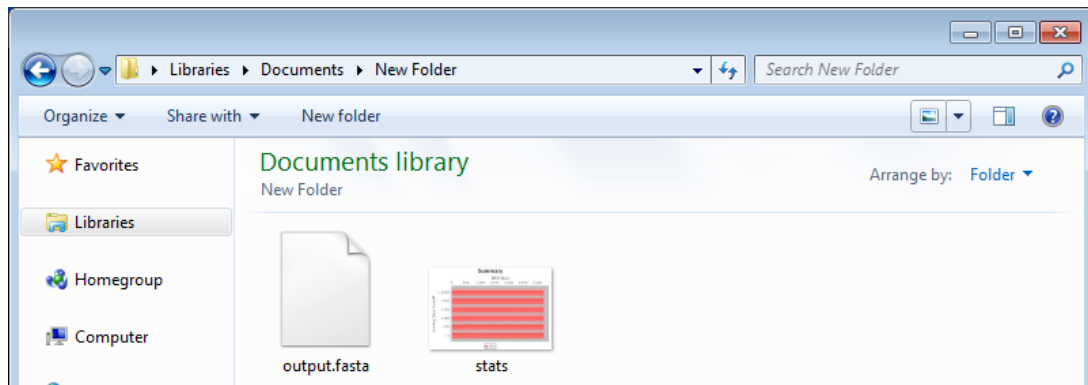 Libraries Documents New Folder
Search New Folder
Organize Share with New folder
Favorites
Libraries
Homegroup
Computer
Documents library
New Folder
Arrange by: Folder
Summary
output.fasta
stats